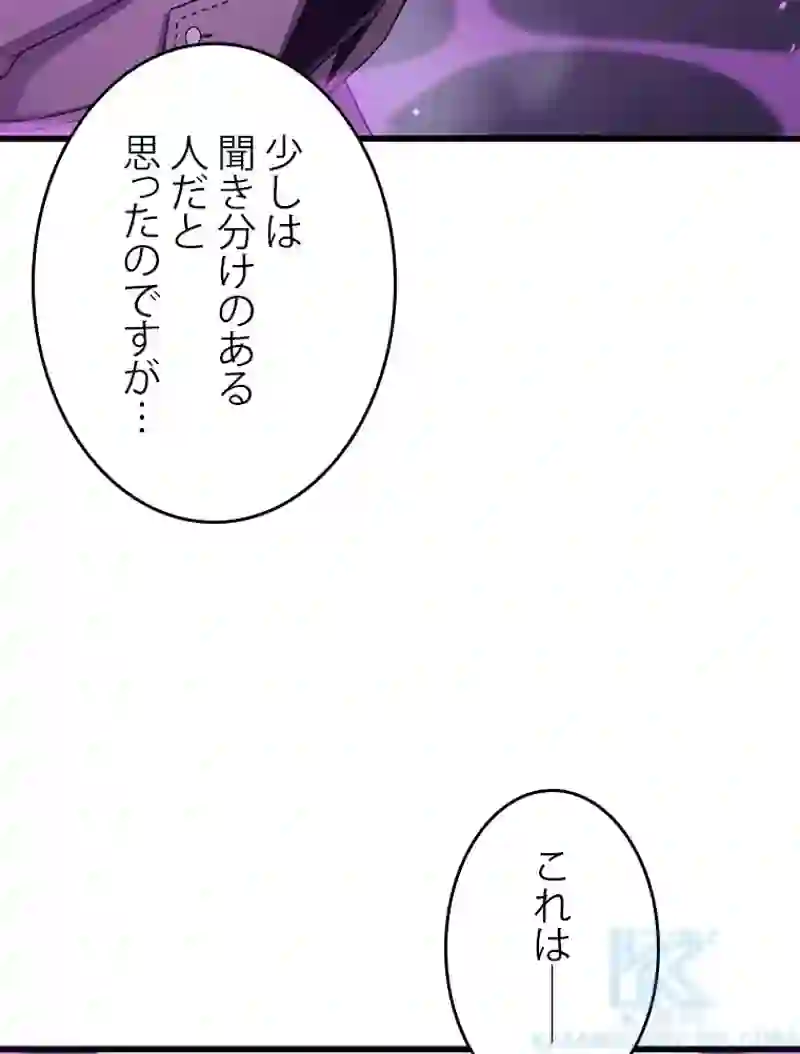 少しは
聞き分けのある
人だと
思ったのですが…
これは──